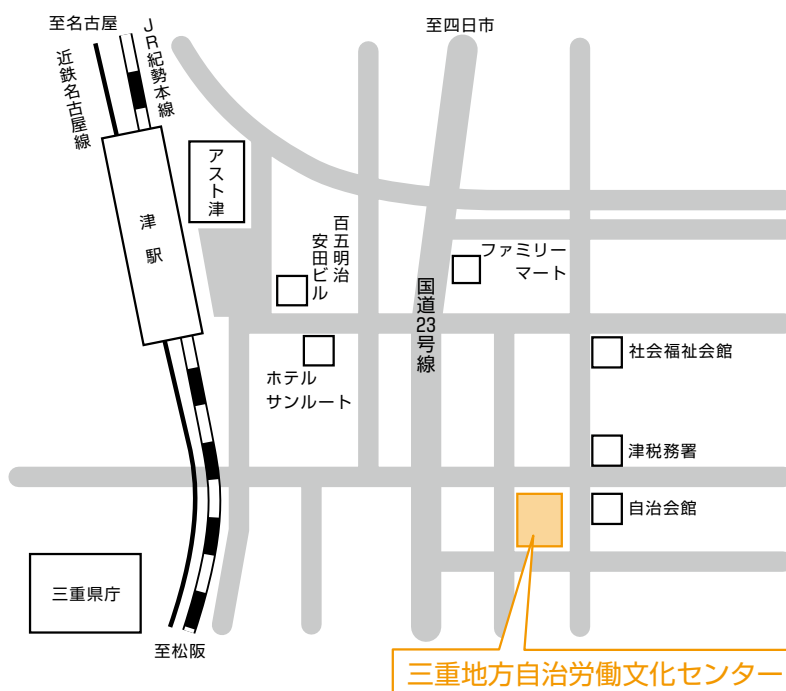 至名古屋
JR紀勢本線
近鉄名古屋線
至四日市
アスト津
津駅
百五明治
安田ビル
ファミリー
マート
国道23号線
ホテル
サンルート
社会福祉会館
津税務署
自治会館
三重県庁
至松阪
三重地方自治労働文化センター